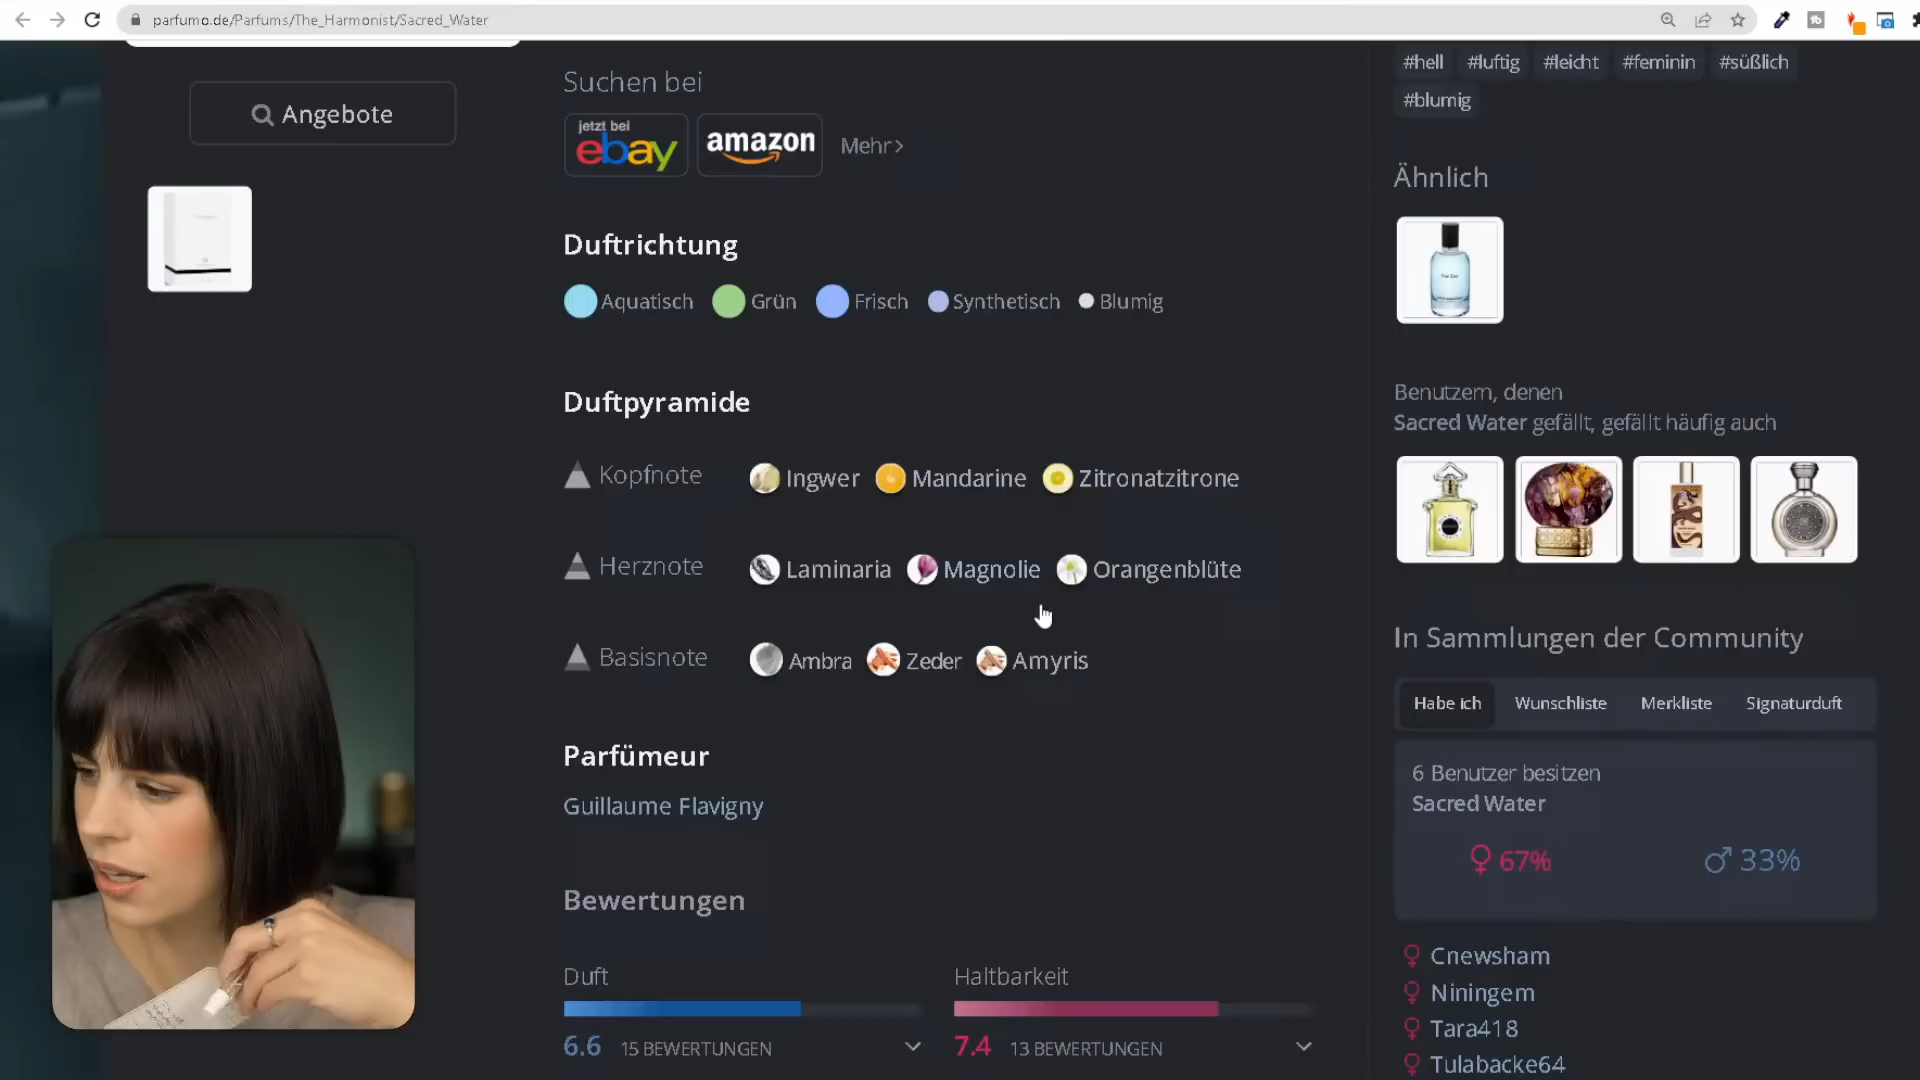 parfumo.de/Parfums/The_Harmonist/Sacred_Water
Angebote
Suchen bei
jetzt bei
ebay
amazon
Mehr
Duftrichtung
Aquatisch Grün Frisch Synthetisch Blumig
Duftpyramide
Kopfnote Ingwer Mandarine Zitronatzitrone
Herznote Laminaria Magnolie Orangenblüte
Basisnote Ambra Zeder Amyris
Parfümeur
Guillaume Flavigny
Bewertungen
Duft
6.6 15 BEWERTUNGEN
Haltbarkeit
7.4 13 BEWERTUNGEN
#hell #luftig #leicht #feminin #süßlich
#blumig
Ähnlich
Benutzern, denen
Sacred Water gefällt, gefällt häufig auch
In Sammlungen der Community
Habe ich Wunschliste Merkliste Signaturduft
6 Benutzer besitzen
Sacred Water
♀ 67% ♂ 33%
Cnewsham
Niningem
Tara418
Tulabacke64